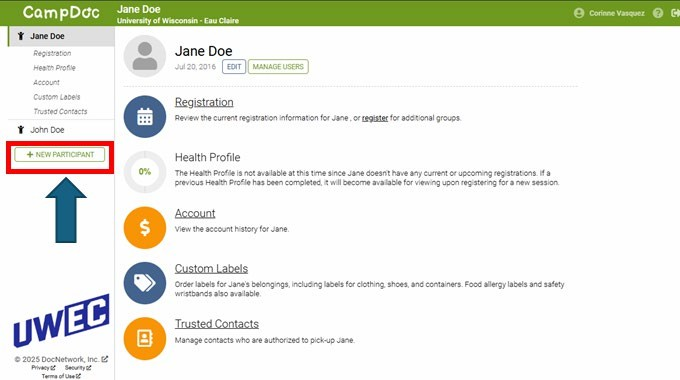 CampDoc
Jane Doe
University of Wisconsin - Eau Claire
Corinne Vasquez
Jane Doe
Registration
Health Profile
Account
Custom Labels
Trusted Contacts
John Doe
+ NEW PARTICIPANT
UWEC
© 2025 DocNetwork, Inc.
Privacy Security
Terms of Use
Jane Doe
Jul 20, 2016 EDIT MANAGE USERS
Registration
Review the current registration information for Jane , or register for additional groups.
0%
Health Profile
The Health Profile is not available at this time since Jane doesn't have any current or upcoming registrations. If a
previous Health Profile has been completed, it will become available for viewing upon registering for a new session.
Account
View the account history for Jane.
Custom Labels
Order labels for Jane's belongings, including labels for clothing, shoes, and containers. Food allergy labels and safety
wristbands also available.
Trusted Contacts
Manage contacts who are authorized to pick-up Jane.